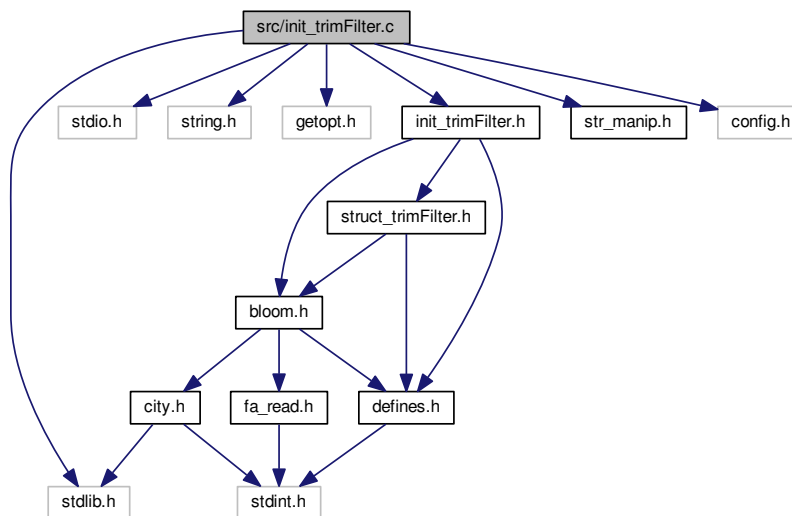 src/init_trimFilter.c
stdio.h
string.h
getopt.h
init_trimFilter.h
str_manip.h
config.h
struct_trimFilter.h
bloom.h
city.h
fa_read.h
defines.h
stdlib.h
stdint.h